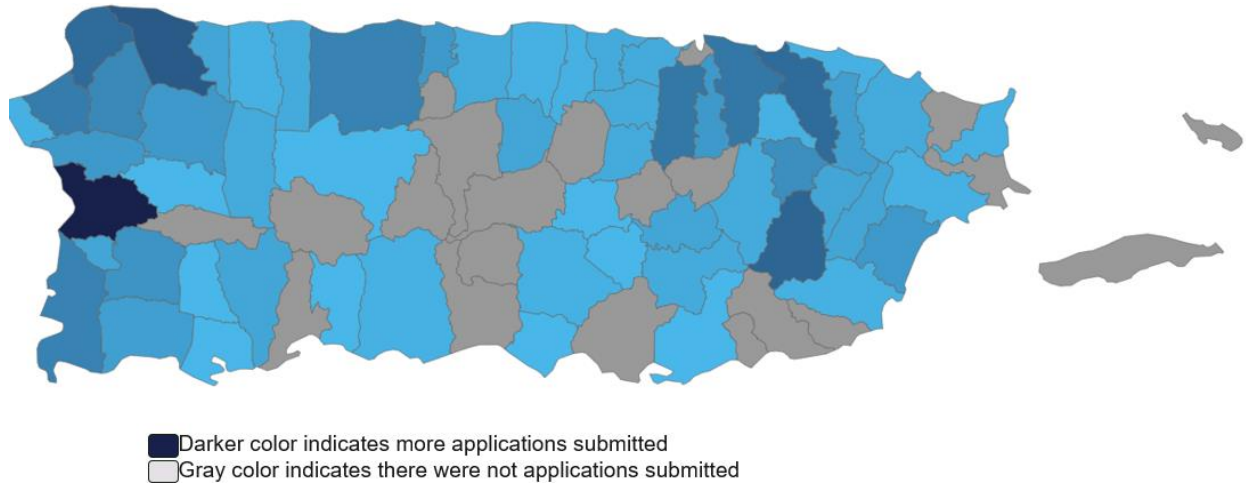 Darker color indicates more applications submitted
Gray color indicates there were not applications submitted